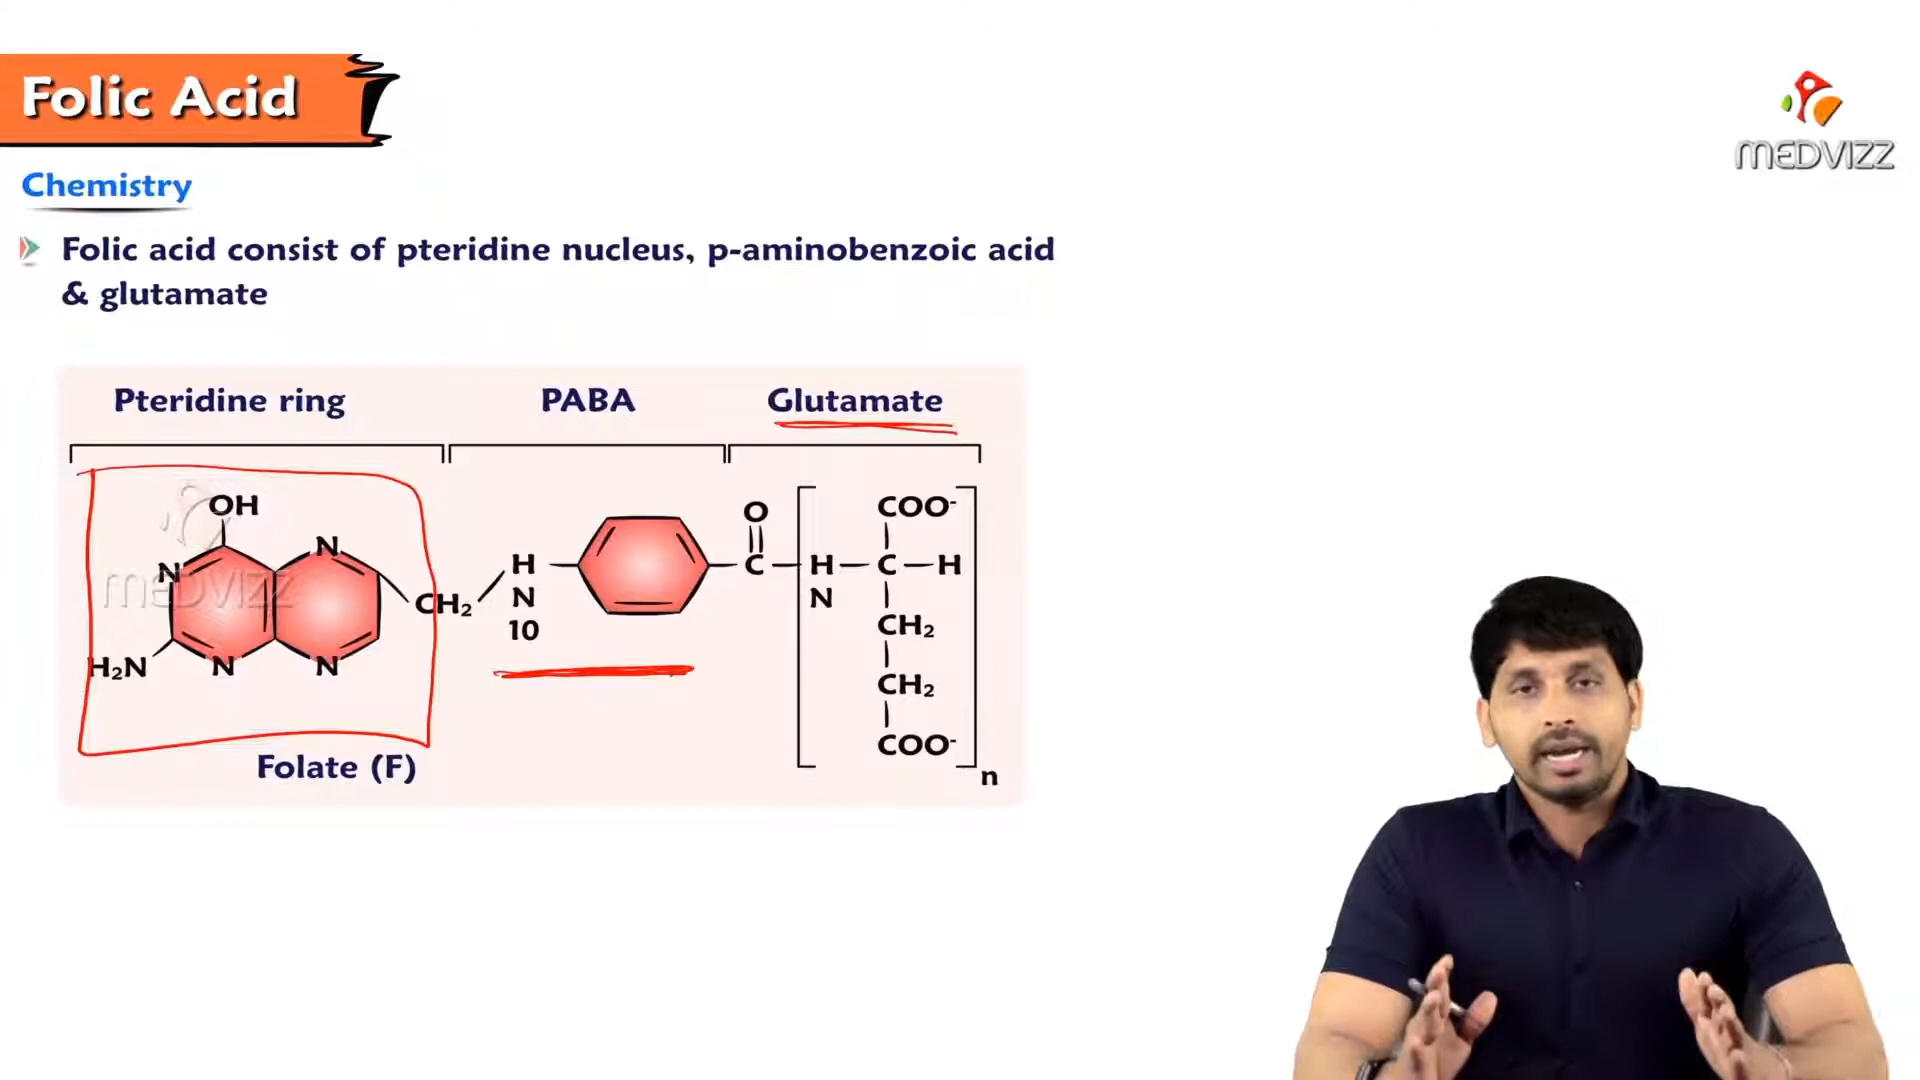 Folic Acid
MEDVIZZ
Chemistry
Folic acid consist of pteridine nucleus, p-aminobenzoic acid
& glutamate
Pteridine ring PABA Glutamate
OH
N
N
H₂N
N
N
CH₂
H
N
10
O
C
H
N
COO⁻
C
H
CH₂
CH₂
COO⁻
n
Folate (F)
MEDVIZZ